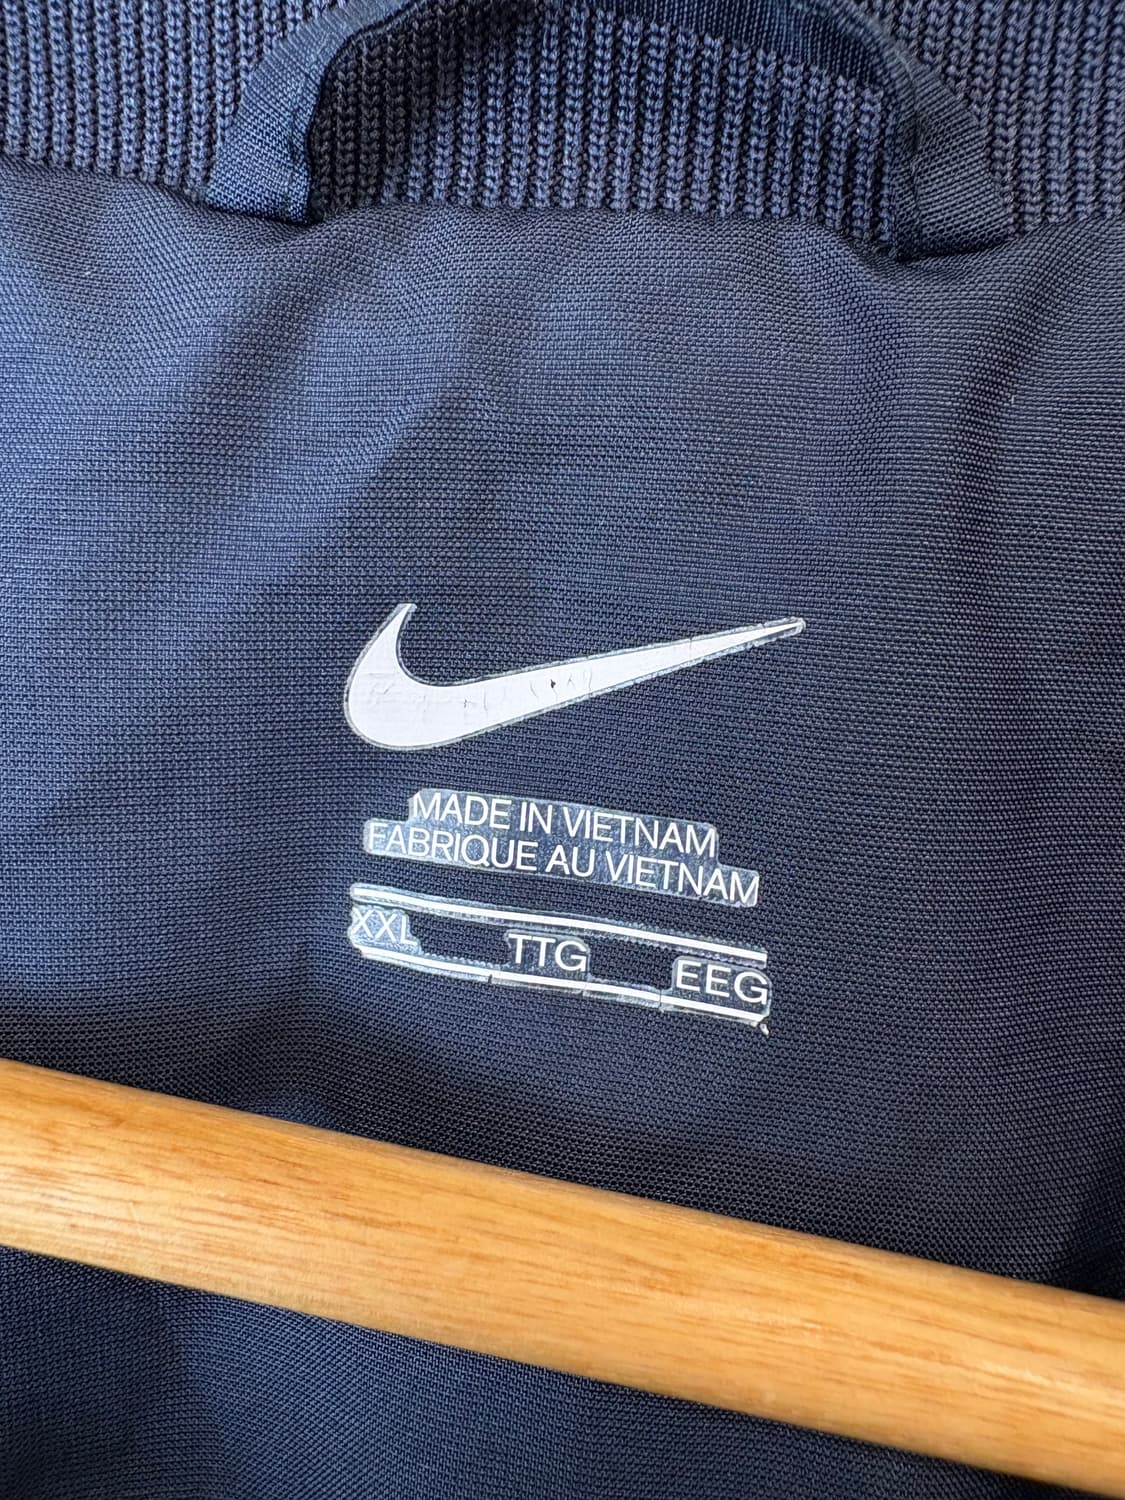 MADE IN VIETNAM
FABRIQUE AU VIETNAM
XXL TTG EEG